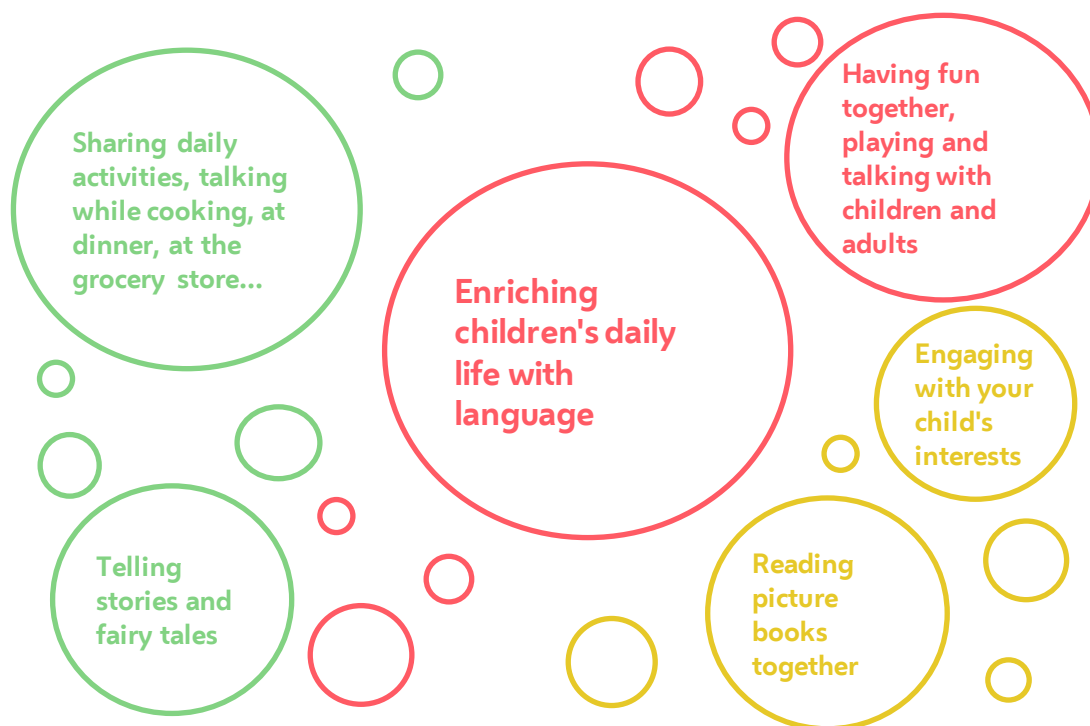 Sharing daily
activities, talking
while cooking, at
dinner, at the
grocery store...
Having fun
together,
playing and
talking with
children and
adults
Enriching
children's daily
life with
language
Engaging
with your
child's
interests
Telling
stories and
fairy tales
Reading
picture
books
together